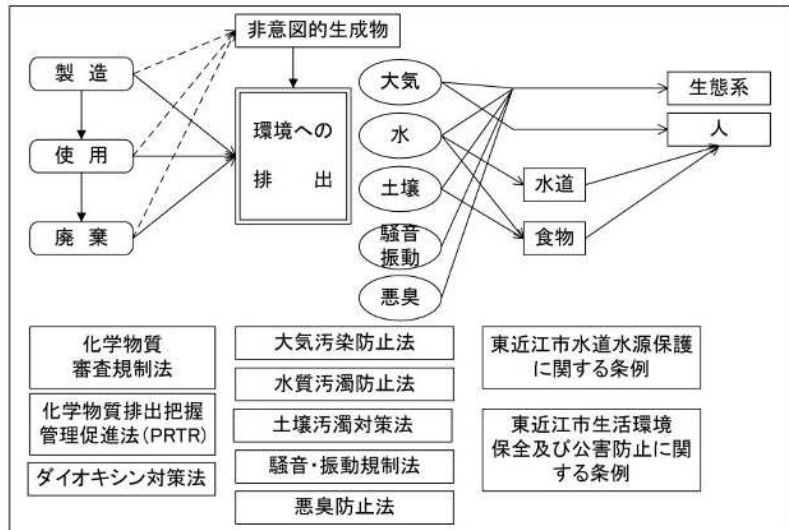 非意図的生成物
製 造
使 用
廃 棄
環境への
排 出
大気
水
土壌
騒音
振動
悪臭
水道
食物
生態系
人
化学物質
審査規制法
化学物質排出把握
管理促進法(PRTR)
ダイオキシン対策法
大気汚染防止法
水質汚濁防止法
土壌汚濁対策法
騒音・振動規制法
悪臭防止法
東近江市水道水源保護
に関する条例
東近江市生活環境
保全及び公害防止に関
する条例